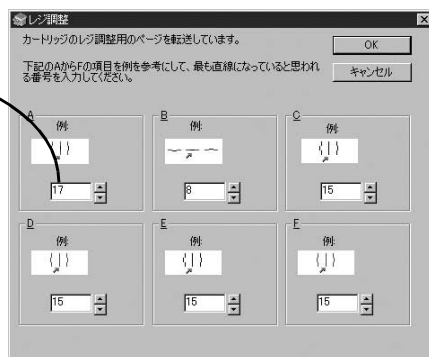 レジ調整
カートリッジのレジ調整用のページを転送しています。
OK
下記のAからFの項目を例を参考にして、最も直線になっていると思われ
る番号を入力してください。
キャンセル
A
B
C
例:
例:
例:
17
8
15
D
E
F
例:
例:
例:
15
15
15